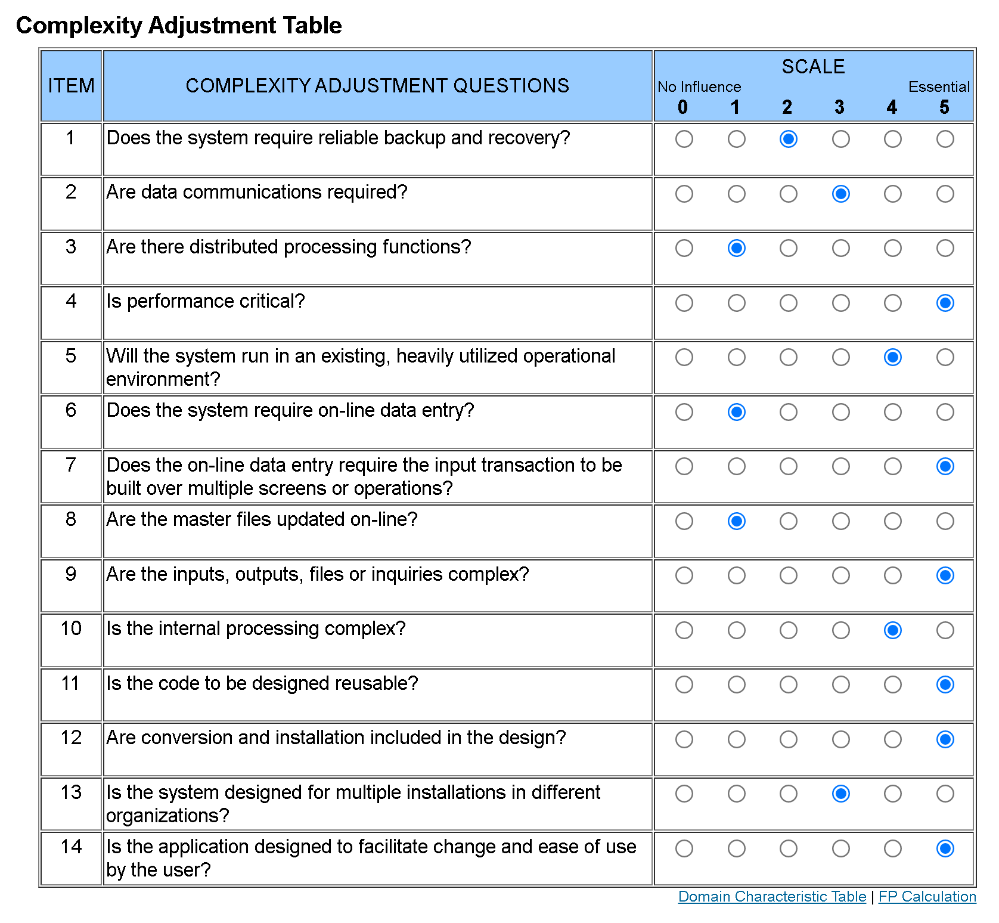 Complexity Adjustment Table
ITEM COMPLEXITY ADJUSTMENT QUESTIONS SCALE
No Influence Essential
0 1 2 3 4 5
1 Does the system require reliable backup and recovery?
2 Are data communications required?
3 Are there distributed processing functions?
4 Is performance critical?
5 Will the system run in an existing, heavily utilized operational
environment?
6 Does the system require on-line data entry?
7 Does the on-line data entry require the input transaction to be
built over multiple screens or operations?
8 Are the master files updated on-line?
9 Are the inputs, outputs, files or inquiries complex?
10 Is the internal processing complex?
11 Is the code to be designed reusable?
12 Are conversion and installation included in the design?
13 Is the system designed for multiple installations in different
organizations?
14 Is the application designed to facilitate change and ease of use
by the user?
Domain Characteristic Table | FP Calculation